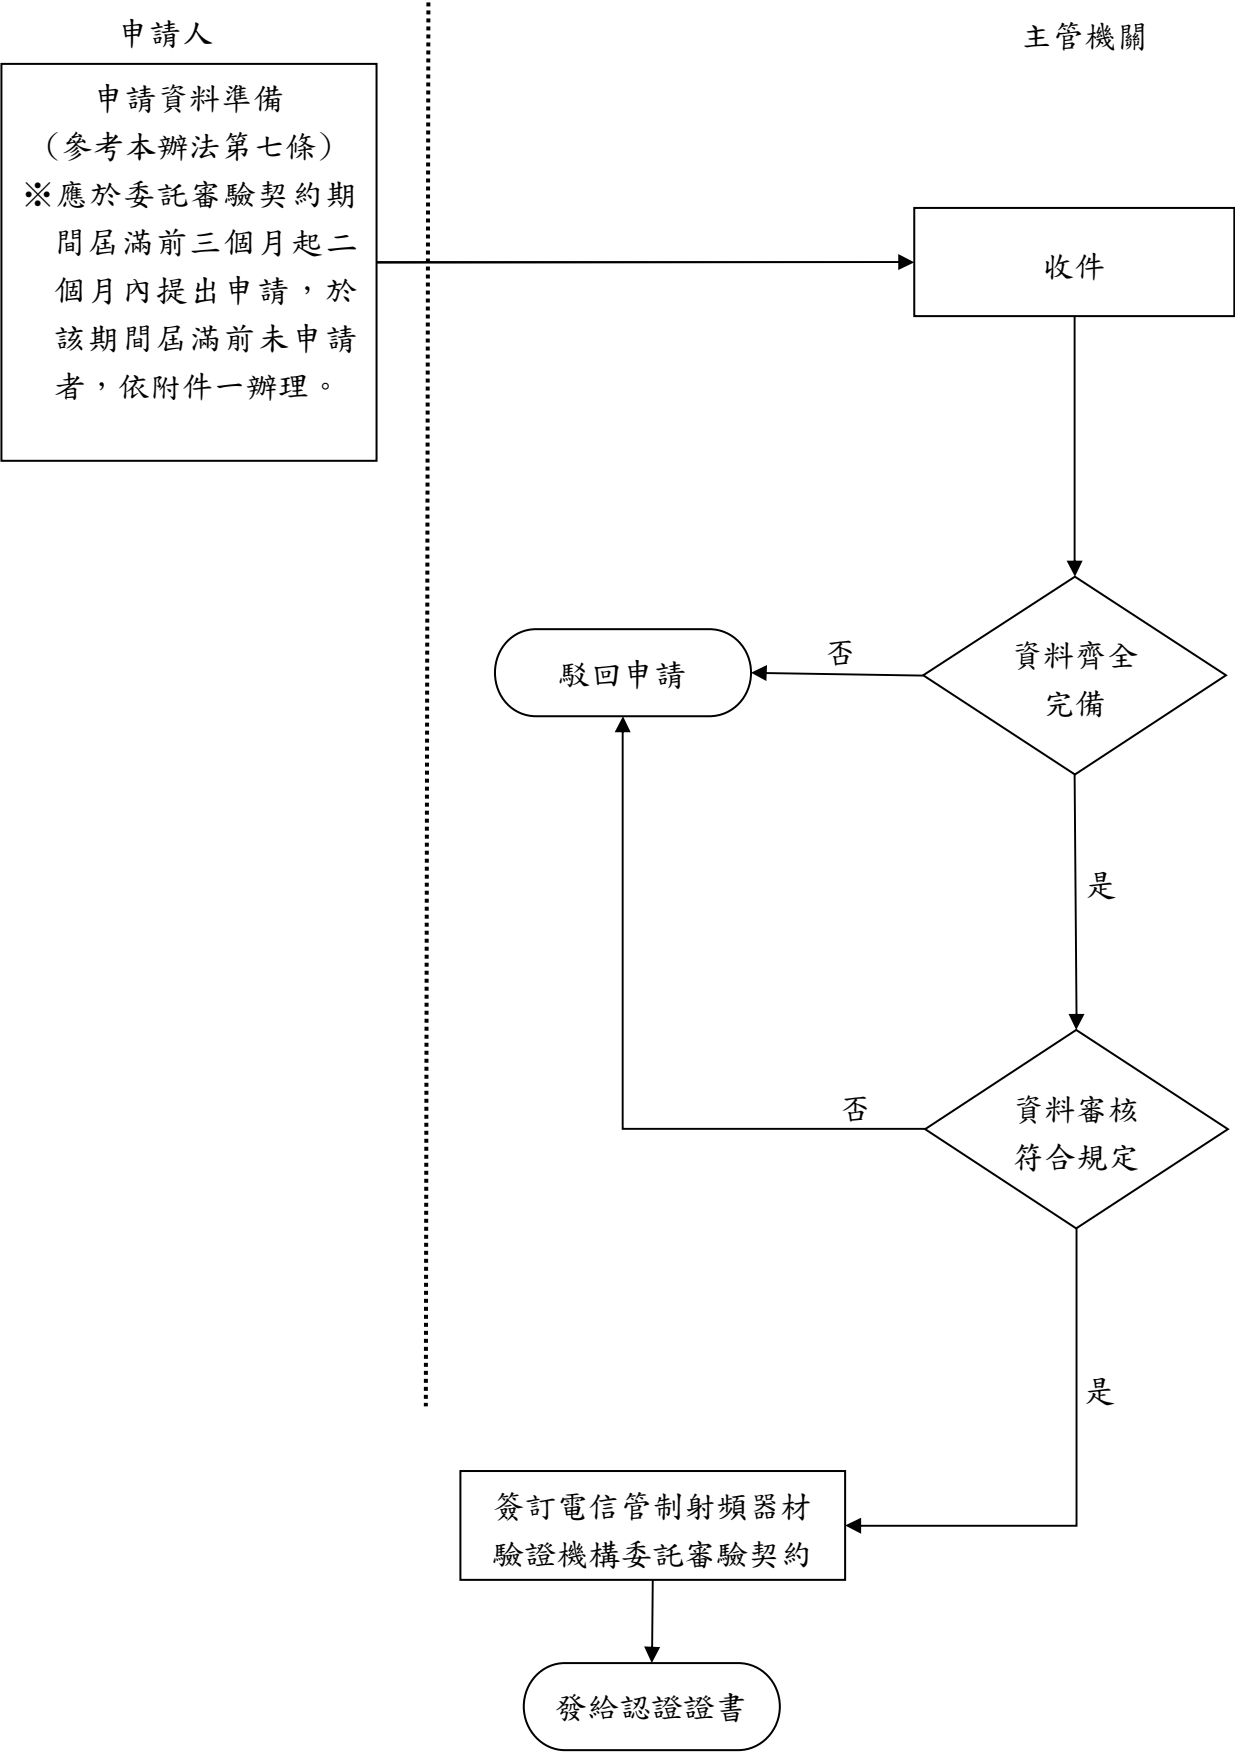 申請人
主管機關
申請資料準備
（參考本辦法第七條）
※應於委託審驗契約期
間屆滿前三個月起二
個月內提出申請，於
該期間屆滿前未申請
者，依附件一辦理。
收件
資料齊全
完備
否
駁回申請
是
資料審核
符合規定
否
是
簽訂電信管制射頻器材
驗證機構委託審驗契約
發給認證證書